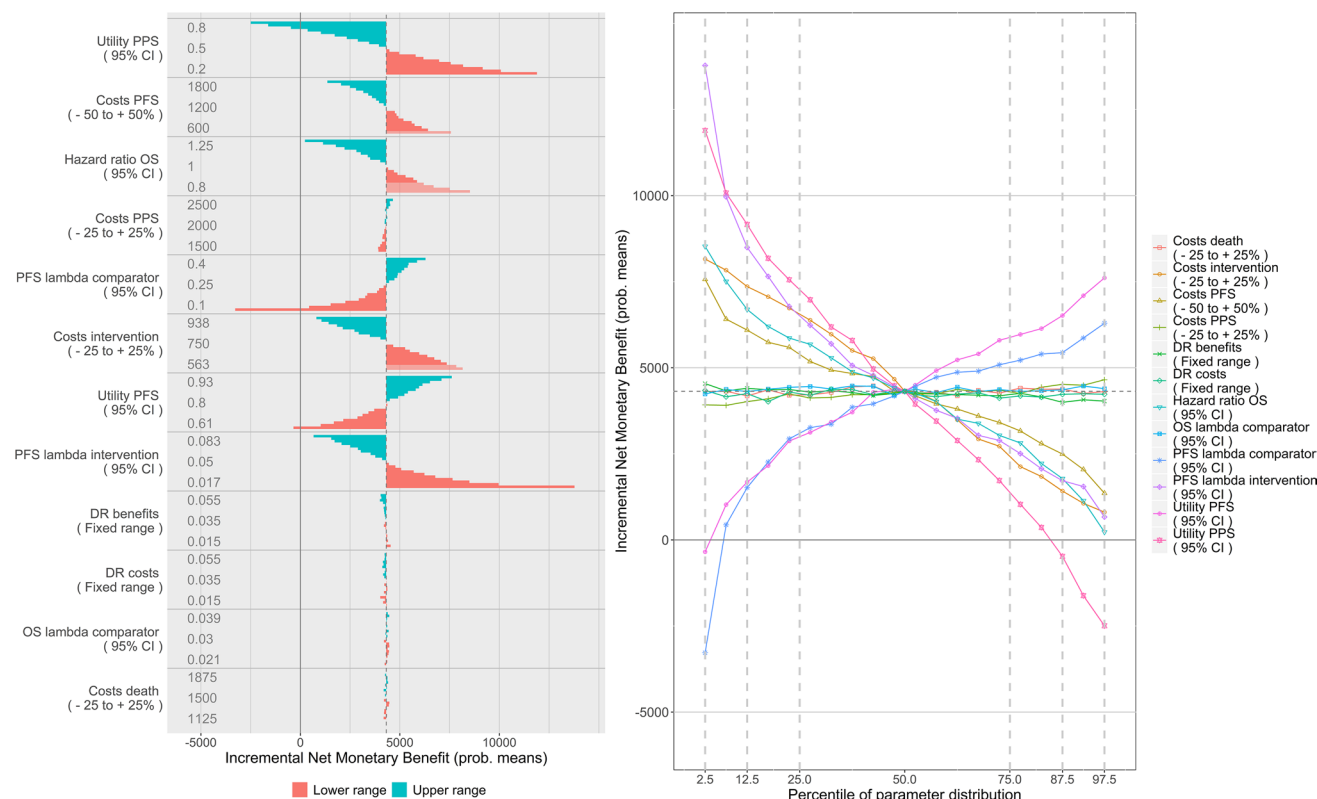 Utility PPS
( 95% CI )
0.8
0.5
0.2
Costs PFS
( - 50 to + 50% )
1800
1200
600
Hazard ratio OS
( 95% CI )
1.25
1
0.8
Costs PPS
( - 25 to + 25% )
2500
2000
1500
PFS lambda comparator
( 95% CI )
0.4
0.25
0.1
Costs intervention
( - 25 to + 25% )
938
750
563
Utility PFS
( 95% CI )
0.93
0.8
0.61
PFS lambda intervention
( 95% CI )
0.083
0.05
0.017
DR benefits
( Fixed range )
0.055
0.035
0.015
DR costs
( Fixed range )
0.055
0.035
0.015
OS lambda comparator
( 95% CI )
0.039
0.03
0.021
Costs death
( - 25 to + 25% )
1875
1500
1125
-5000 0 5000 10000
Incremental Net Monetary Benefit (prob. means)
Lower range Upper range
Incremental Net Monetary Benefit (prob. means)
10000
5000
0
-5000
2.5 12.5 25.0 50.0 75.0 87.5 97.5
Percentile of parameter distribution
Costs death
( - 25 to + 25% )
Costs intervention
( - 25 to + 25% )
Costs PFS
( - 50 to + 50% )
Costs PPS
( - 25 to + 25% )
DR benefits
( Fixed range )
DR costs
( Fixed range )
Hazard ratio OS
( 95% CI )
OS lambda comparator
( 95% CI )
PFS lambda comparator
( 95% CI )
PFS lambda intervention
( 95% CI )
Utility PFS
( 95% CI )
Utility PPS
( 95% CI )